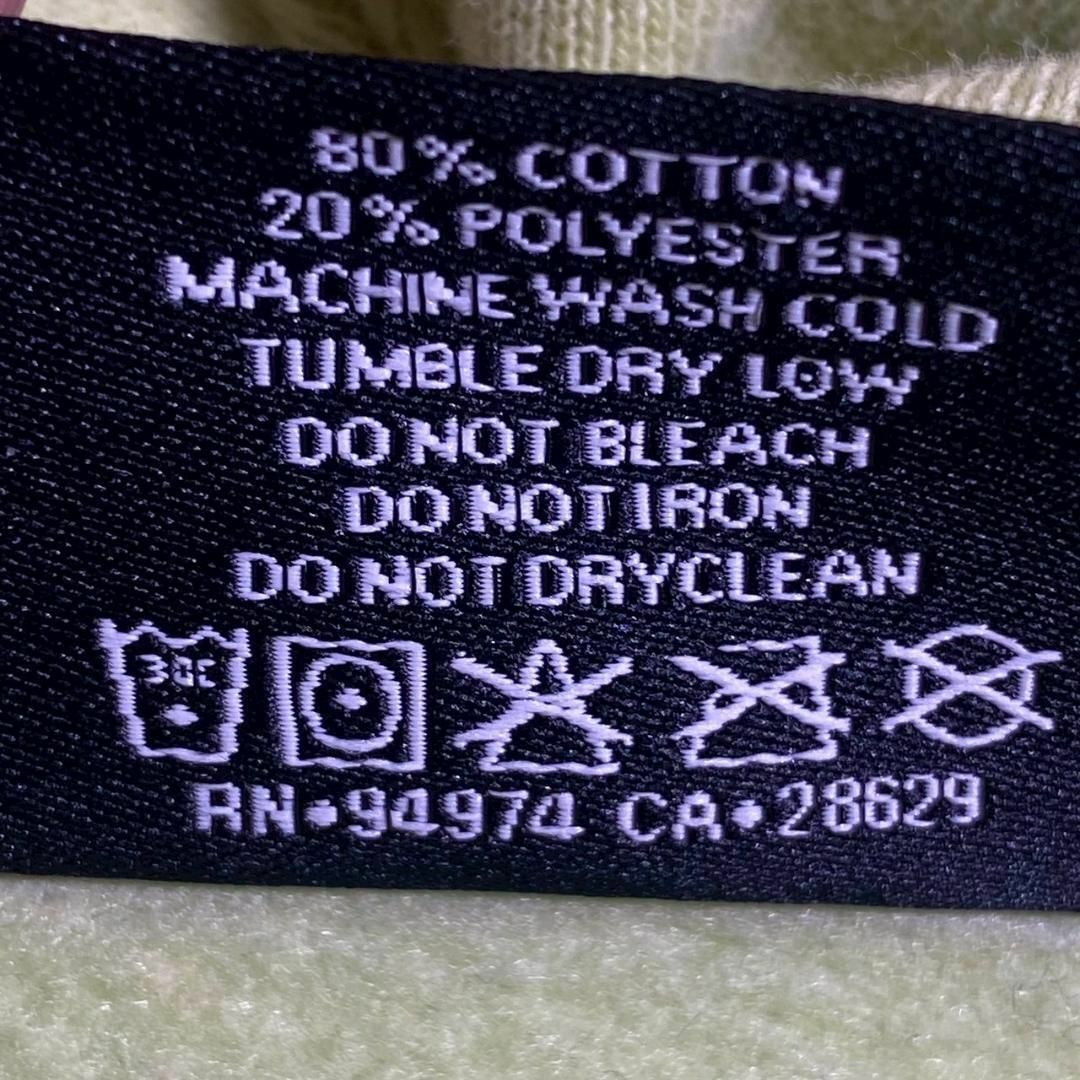 80% COTTON
20% POLYESTER
MACHINE WASH COLD
TUMBLE DRY LOW
DO NOT BLEACH
DO NOT IRON
DO NOT DRYCLEAN
30C
RN•94974 CA•28629